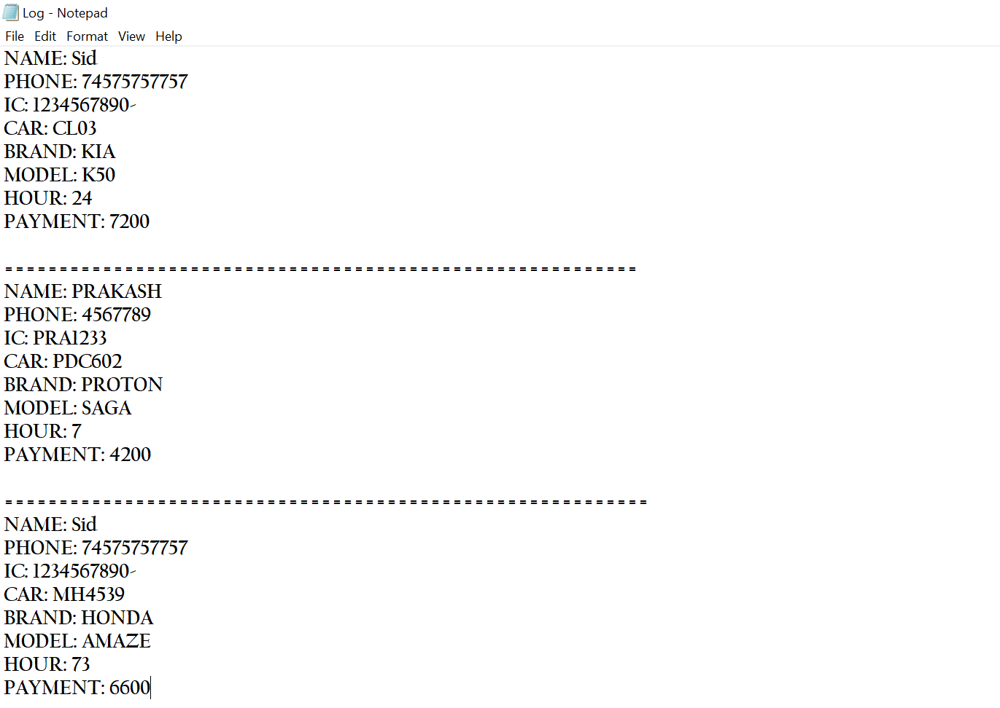 Log - Notepad
File Edit Format View Help
NAME: Sid
PHONE: 74575757757
IC: 1234567890-
CAR: CL03
BRAND: KIA
MODEL: K50
HOUR: 24
PAYMENT: 7200
==========================================================
NAME: PRAKASH
PHONE: 4567789
IC: PRA1233
CAR: PDC602
BRAND: PROTON
MODEL: SAGA
HOUR: 7
PAYMENT: 4200
===========================================================
NAME: Sid
PHONE: 74575757757
IC: 1234567890-
CAR: MH4539
BRAND: HONDA
MODEL: AMAZE
HOUR: 73
PAYMENT: 6600